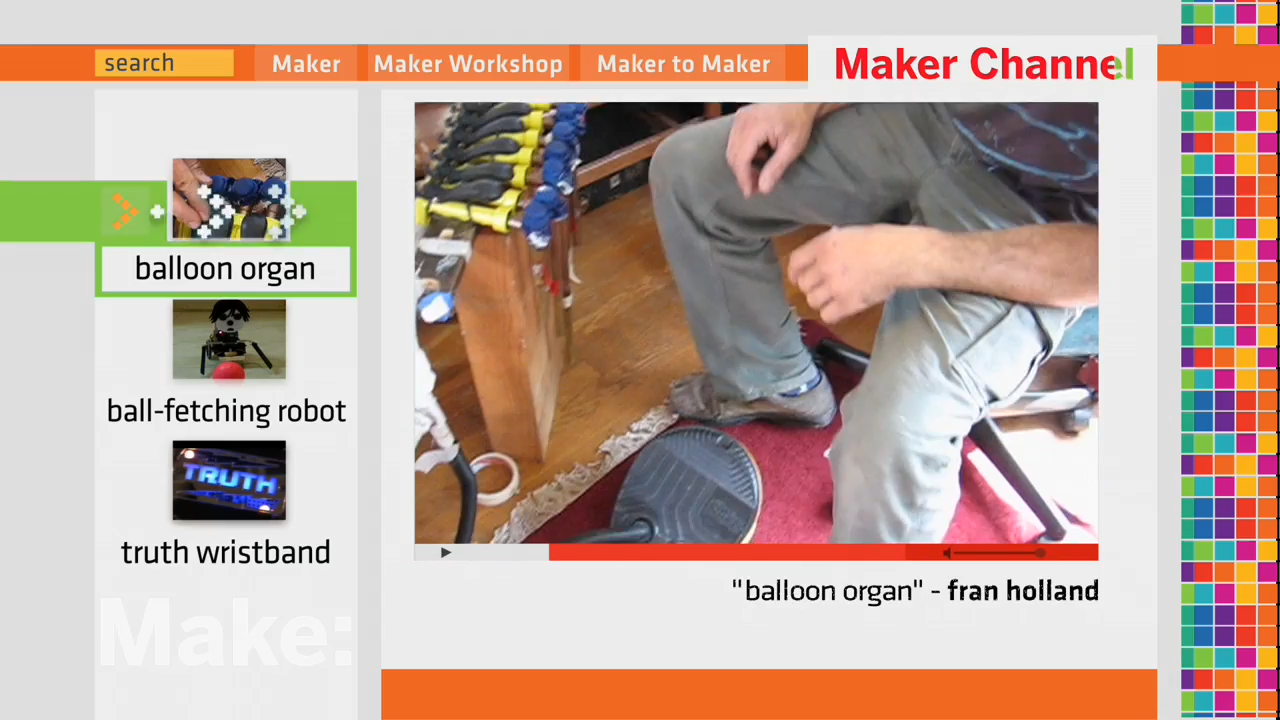 search
Maker
Maker Workshop
Maker to Maker
Maker Channel
balloon organ
ball-fetching robot
TRUTH
truth wristband
"balloon organ" - fran holland
Make: